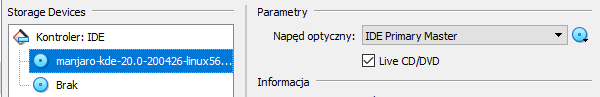 Storage Devices
Kontroler: IDE
manjaro-kde-20.0-200426-linux56...
Brak
Parametry
Napęd optyczny: IDE Primary Master
Live CD/DVD
Informacja